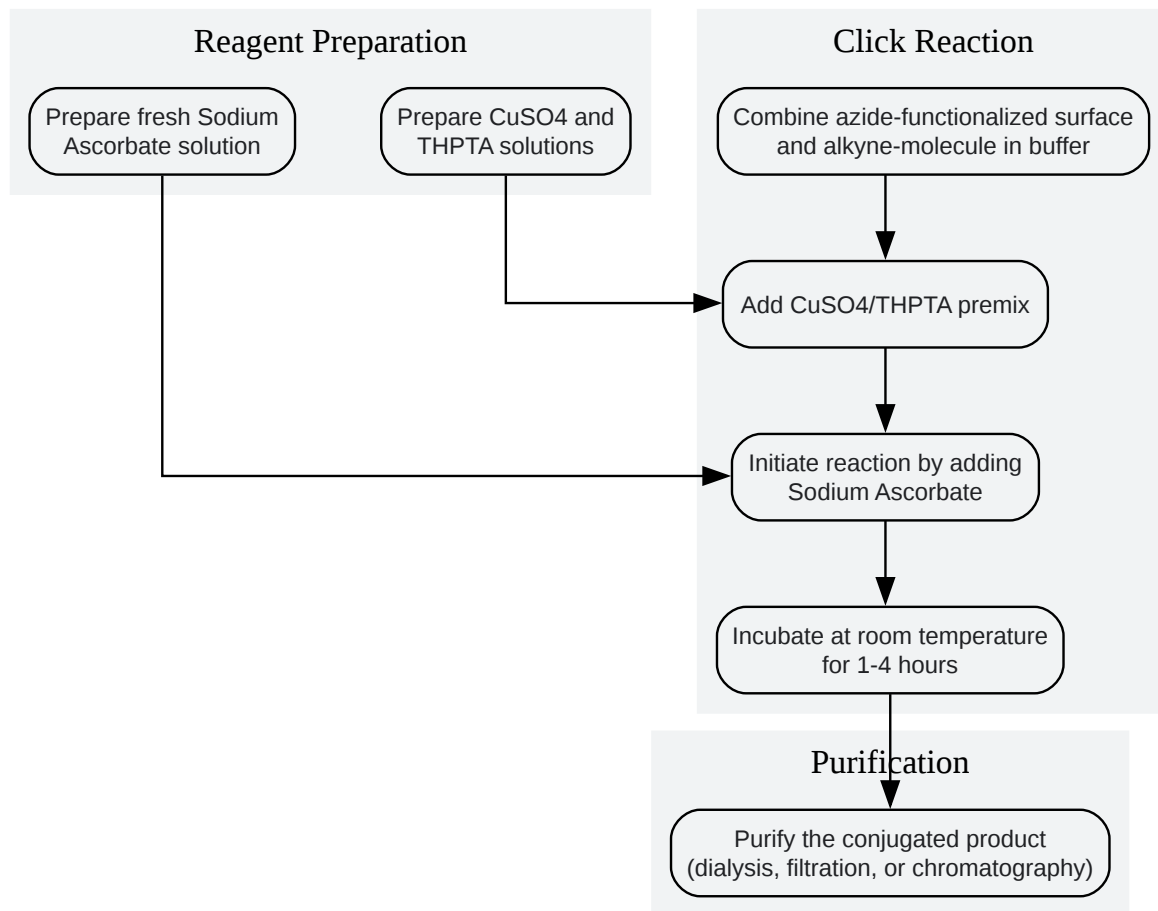 Reagent Preparation
Prepare fresh Sodium
Ascorbate solution
Prepare CuSO4 and
THPTA solutions
Click Reaction
Combine azide-functionalized surface
and alkyne-molecule in buffer
Add CuSO4/THPTA premix
Initiate reaction by adding
Sodium Ascorbate
Incubate at room temperature
for 1-4 hours
Purification
Purify the conjugated product
(dialysis, filtration, or chromatography)